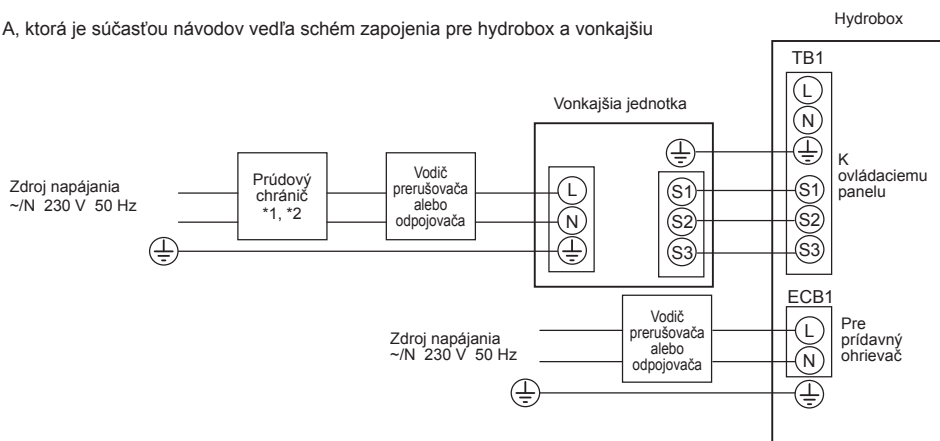 A, ktorá je súčasťou návodov vedľa schém zapojenia pre hydrobox a vonkajšiu
Hydrobox
TB1
L
N
K
ovládaciemu
panelu
S1
S2
S3
Vonkajšia jednotka
S1
S2
S3
L
N
Zdroj napájania
~/N 230 V 50 Hz
Prúdový
chránič
*1, *2
Vodič
prerušovača
alebo
odpojovača
ECB1
L
N
Pre
prídavný
ohrievač
Zdroj napájania
~/N 230 V 50 Hz
Vodič
prerušovača
alebo
odpojovača